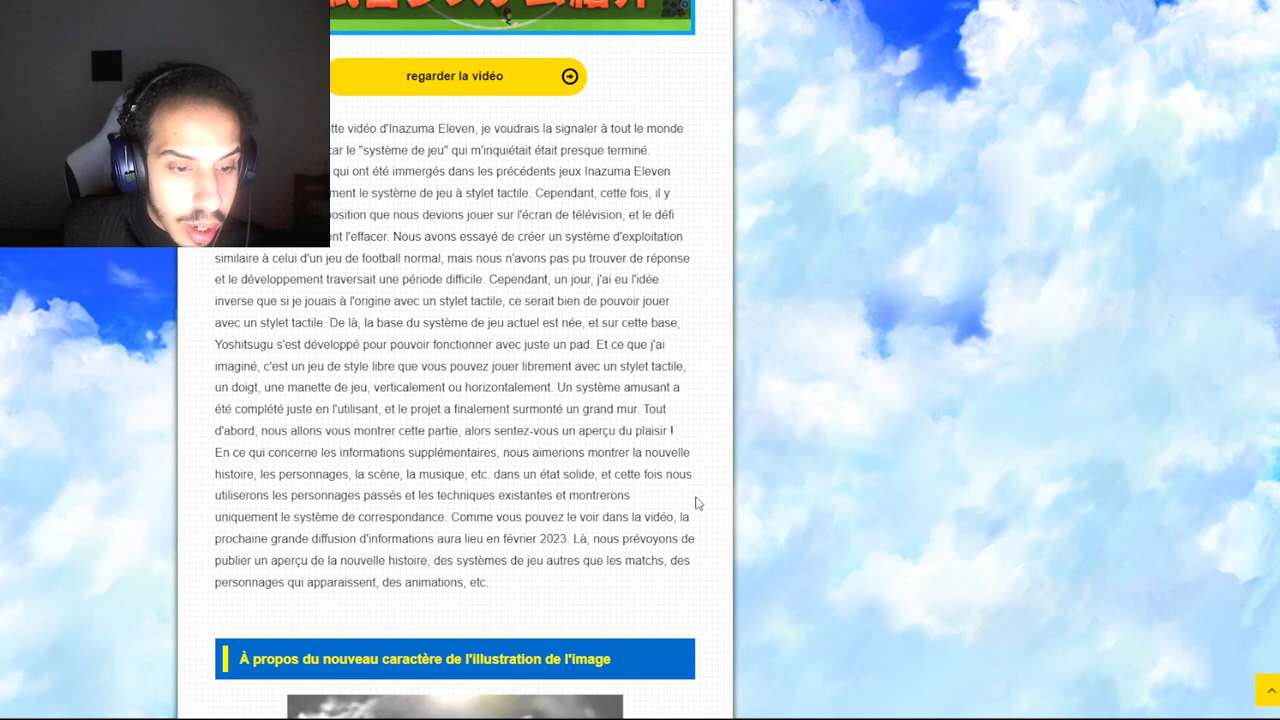 regarder la vidéo
vidéo d'Inazuma Eleven, je voudrais la signaler à tout le monde
le "système de jeu" qui m'inquiétait était presque terminé.
qui ont été immergés dans les précédents jeux Inazuma Eleven
le système de jeu à stylet tactile. Cependant, cette fois, il y
que nous devions jouer sur l'écran de télévision, et le défi
l'effacer. Nous avons essayé de créer un système d'exploitation
similaire à celui d'un jeu de football normal, mais nous n'avons pas pu trouver de réponse
et le développement traversait une période difficile. Cependant, un jour, j'ai eu l'idée
inverse que si je jouais à l'origine avec un stylet tactile, ce serait bien de pouvoir jouer
avec un stylet tactile. De là, la base du système de jeu actuel est née, et sur cette base,
Yoshitsugu s'est développé pour pouvoir fonctionner avec juste un pad. Et ce que j'ai
imaginé, c'est un jeu de style libre que vous pouvez jouer librement avec un stylet tactile,
un doigt, une manette de jeu, verticalement ou horizontalement. Un système amusant a
été complété juste en l'utilisant, et le projet a finalement surmonté un grand mur. Tout
d'abord, nous allons vous montrer cette partie, alors sentez-vous un aperçu du plaisir !
En ce qui concerne les informations supplémentaires, nous aimerions montrer la nouvelle
histoire, les personnages, la scène, la musique, etc. dans un état solide, et cette fois nous
utiliserons les personnages passés et les techniques existantes et montrerons
uniquement le système de correspondance. Comme vous pouvez le voir dans la vidéo, la
prochaine grande diffusion d'informations aura lieu en février 2023. Là, nous prévoyons de
publier un aperçu de la nouvelle histoire, des systèmes de jeu autres que les matchs, des
personnages qui apparaissent, des animations, etc.
À propos du nouveau caractère de l'illustration de l'image